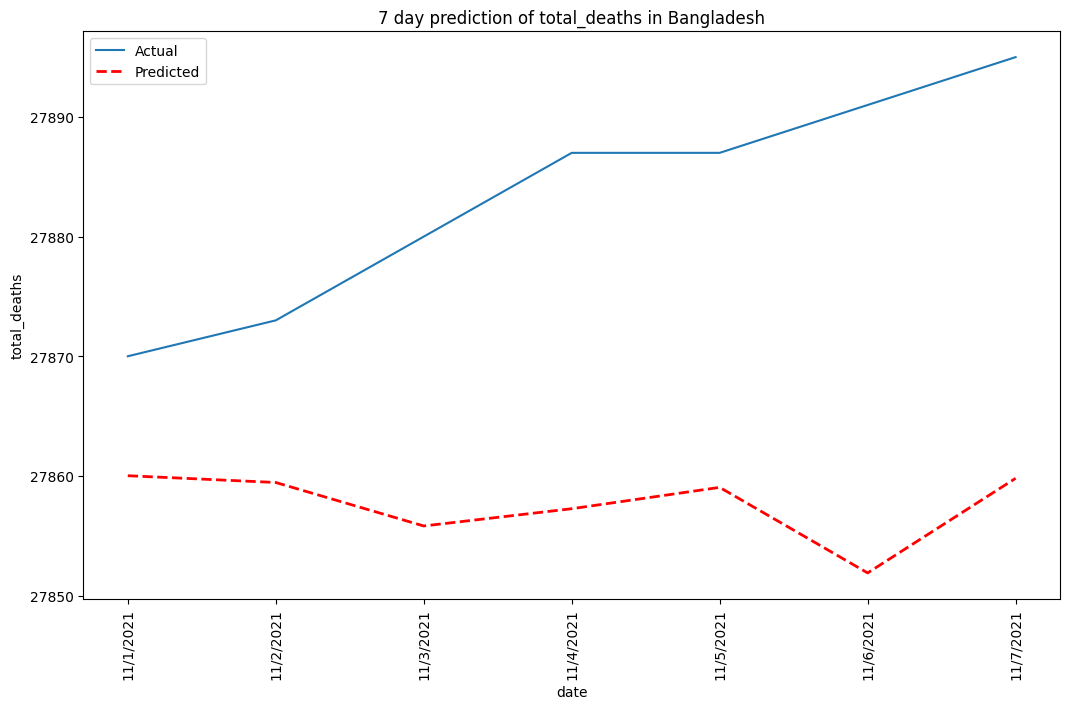 7 day prediction of total_deaths in Bangladesh
Actual
Predicted
27890
27880
27870
27860
27850
total_deaths
11/1/2021
11/2/2021
11/3/2021
11/4/2021
11/5/2021
11/6/2021
11/7/2021
date